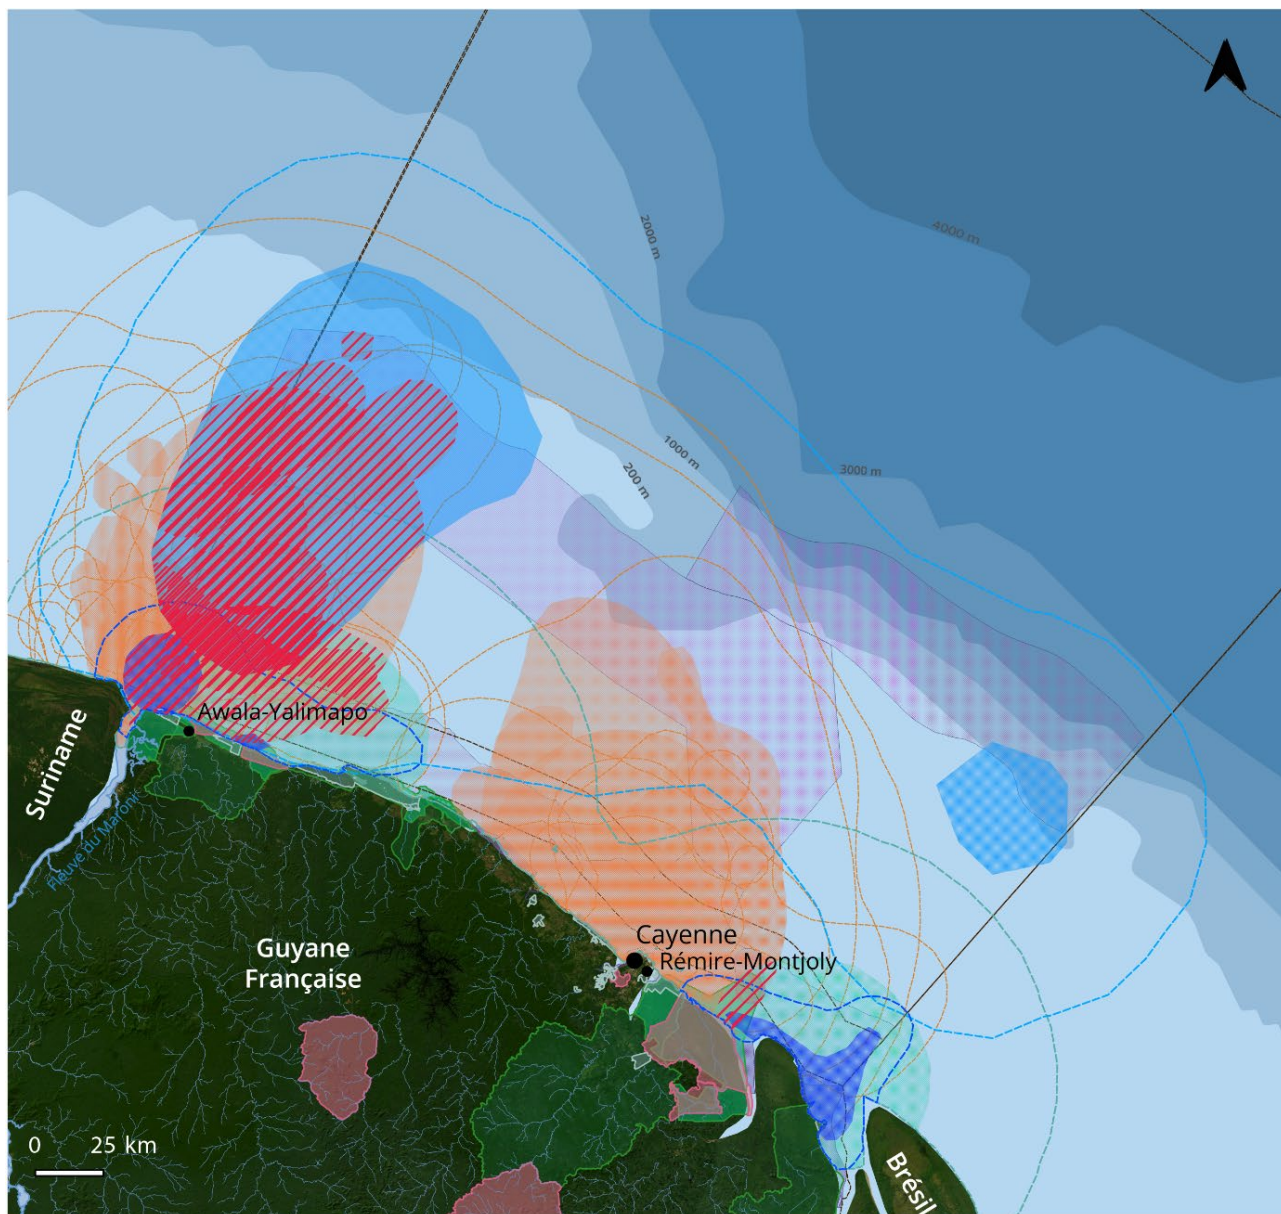 2000 m
4000 m
1000 m
3000 m
200 m
Awala-Yalimapo
Suriname
Fleuve du Maroni
Cayenne
Rémire-Montjoly
Guyane
Française
0 25 km
Brésil